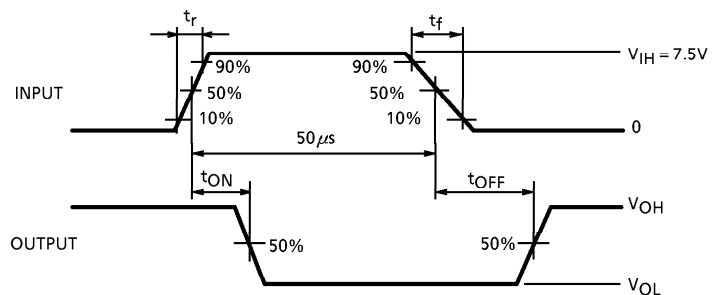 tr
tf
90%
90%
VIH = 7.5V
INPUT
50%
50%
10%
10%
0
50μs
tON
tOFF
VOH
OUTPUT
50%
50%
VOL